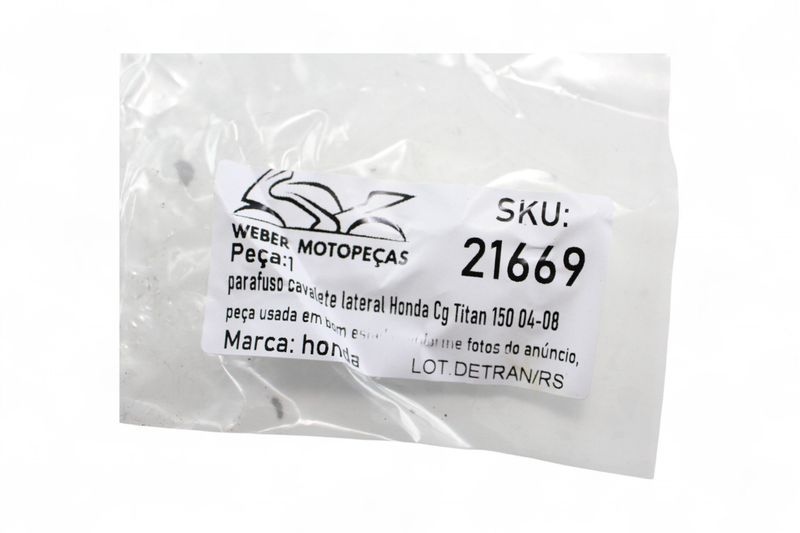 WEBER MOTOPEÇAS
SKU:
21669
Peça:1
parafuso cavalete lateral Honda Cg Titan 150 04-08
peça usada em bom fotos do anúncio,
Marca: honda
LOT.DETRAN/RS